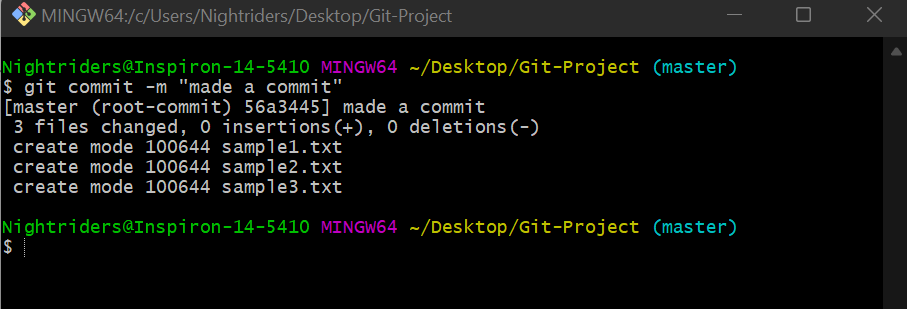 MINGW64:/c/Users/Nightriders/Desktop/Git-Project
Nightriders@Inspiron-14-5410 MINGW64 ~/Desktop/Git-Project (master)
$ git commit -m "made a commit"
[master (root-commit) 56a3445] made a commit
 3 files changed, 0 insertions(+), 0 deletions(-)
 create mode 100644 sample1.txt
 create mode 100644 sample2.txt
 create mode 100644 sample3.txt
Nightriders@Inspiron-14-5410 MINGW64 ~/Desktop/Git-Project (master)
$